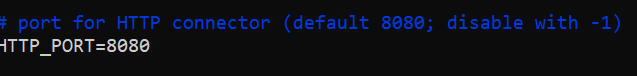 # port for HTTP connector (default 8080; disable with -1)
HTTP_PORT=8080